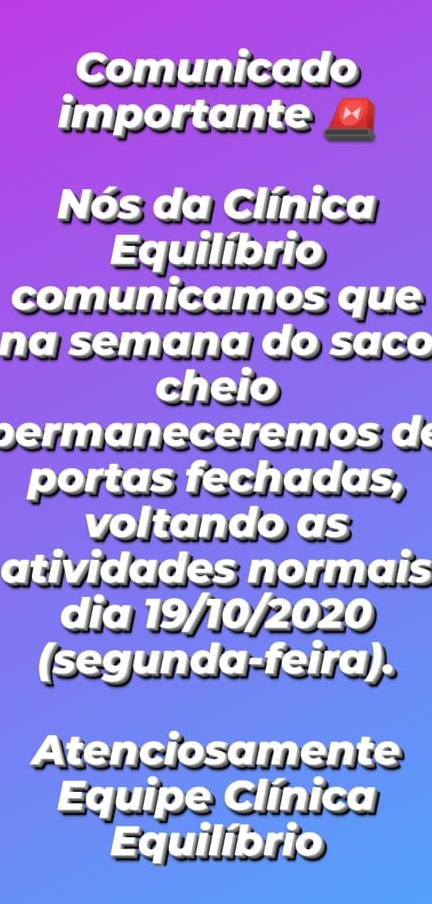 Comunicado
importante 🚨
Nós da Clínica
Equilíbrio
comunicamos que
na semana do saco
cheio
permaneceremos de
portas fechadas,
voltando as
atividades normais
dia 19/10/2020
(segunda-feira).
Atenciosamente
Equipe Clínica
Equilíbrio